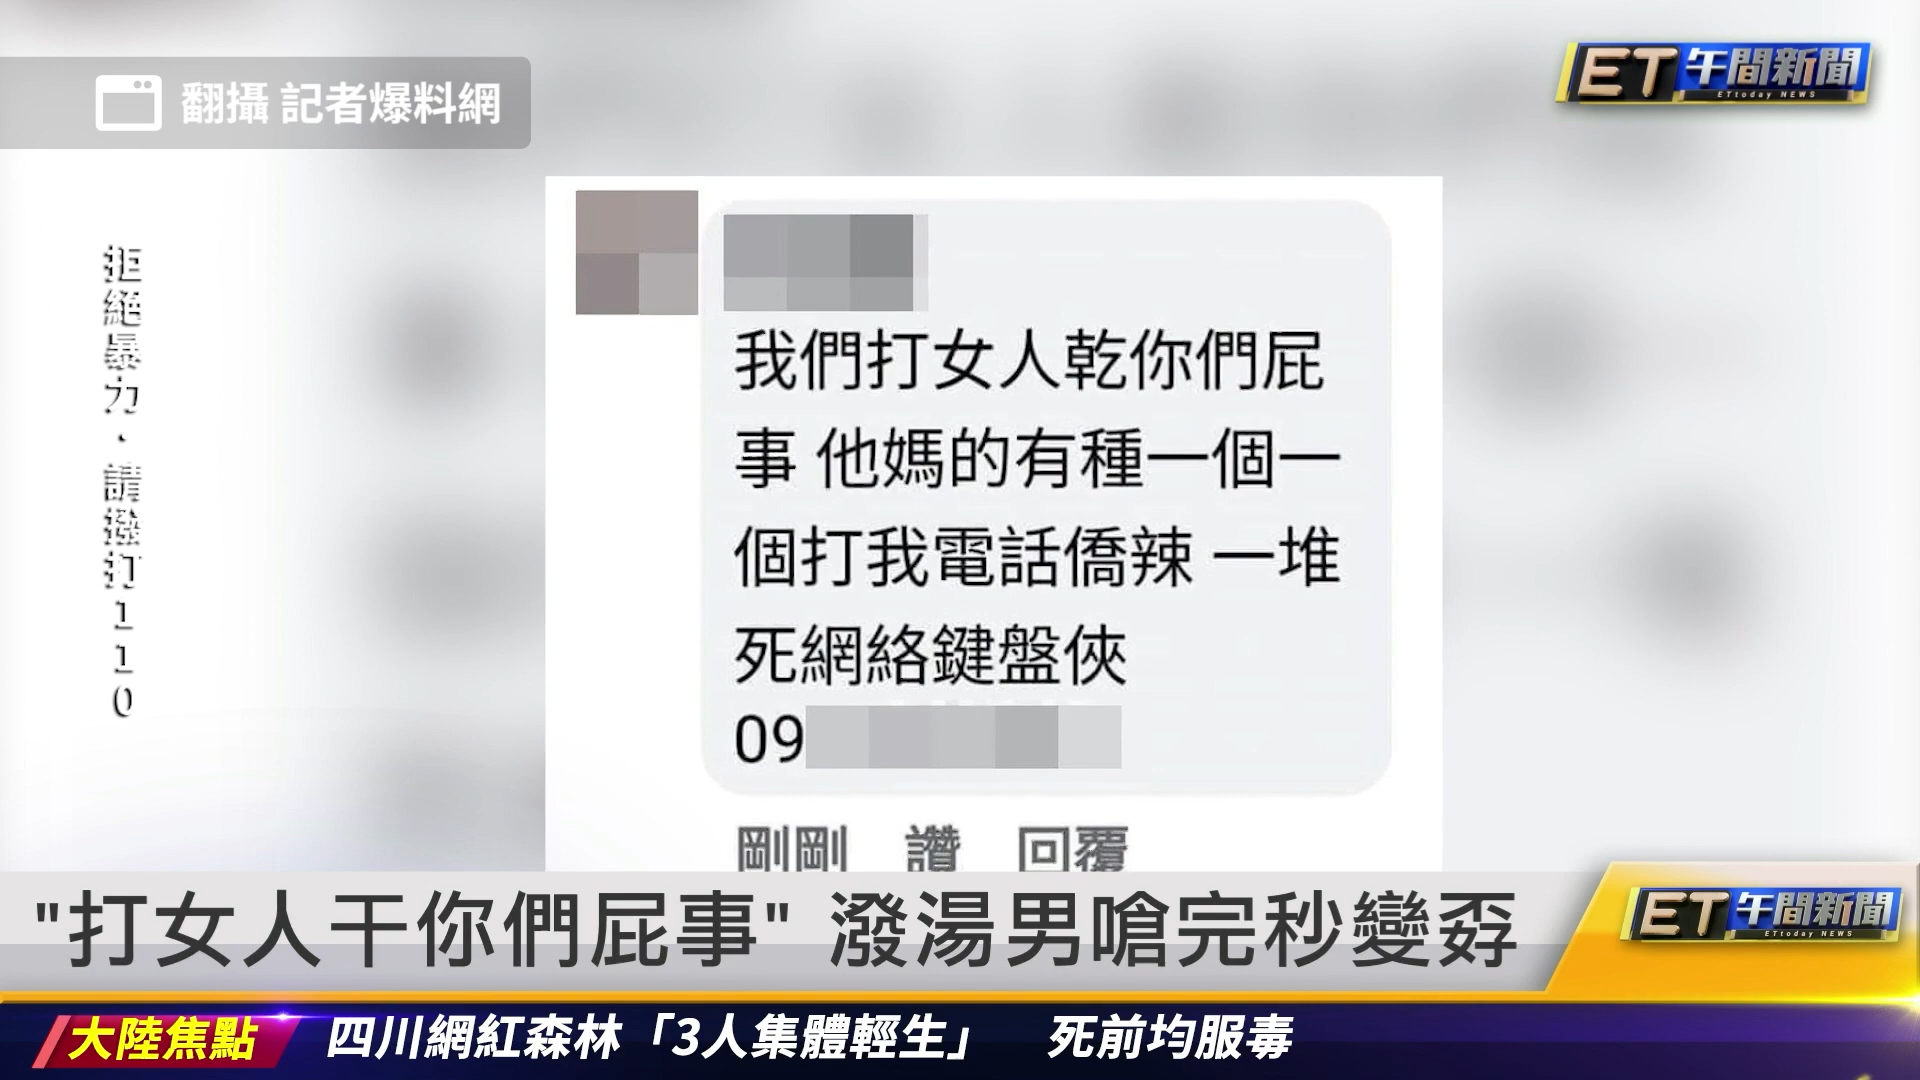 翻攝 記者爆料網
ET 午間新聞
ETtoday NEWS
拒絕暴力、請撥打110
我們打女人乾你們屁
事 他媽的有種一個一
個打我電話僑辣 一堆
死網絡鍵盤俠
09
剛剛 讚 回覆
"打女人干你們屁事" 潑湯男嗆完秒變孬
ET 午間新聞
ETtoday NEWS
大陸焦點 四川網紅森林「3人集體輕生」 死前均服毒